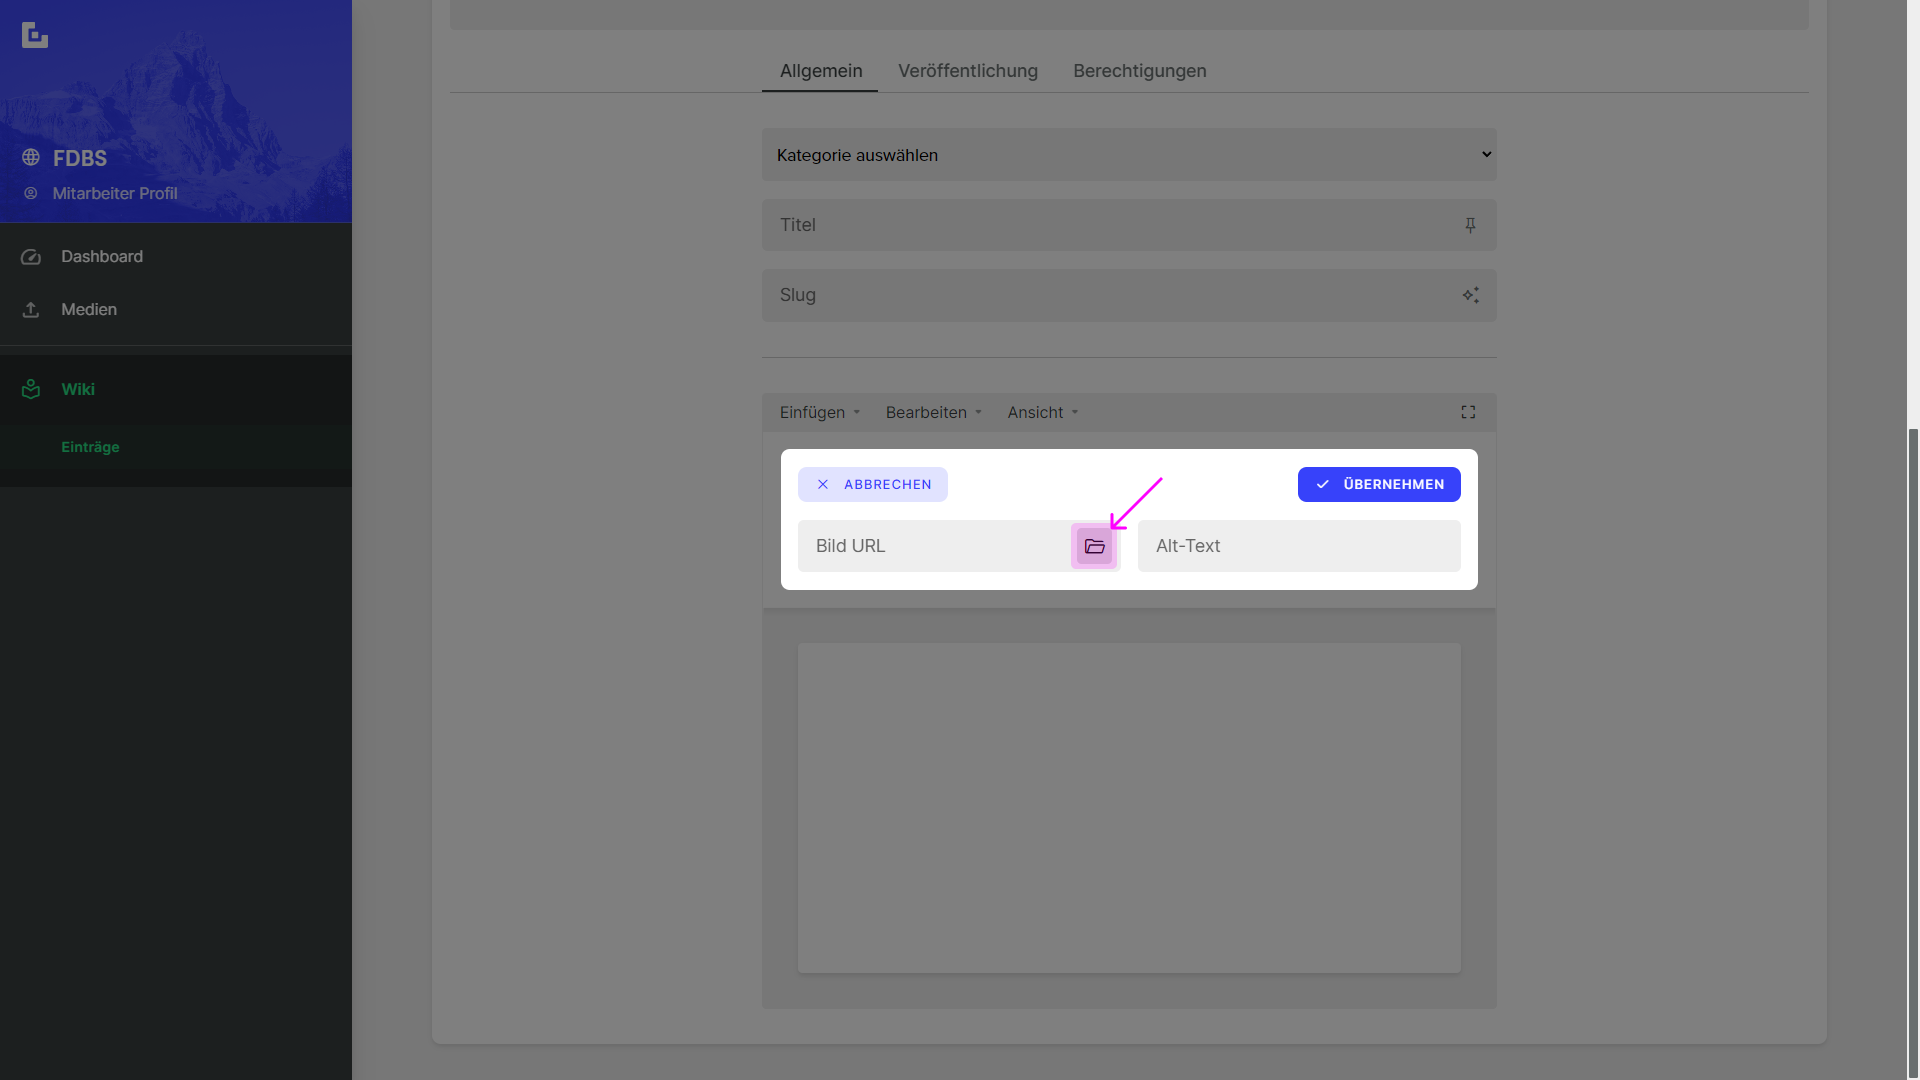 FDBS
Mitarbeiter Profil
Dashboard
Medien
Wiki
Einträge
Allgemein Veröffentlichung Berechtigungen
Kategorie auswählen
Titel
Slug
Einfügen Bearbeiten Ansicht
ABBRECHEN ÜBERNEHMEN
Bild URL Alt-Text